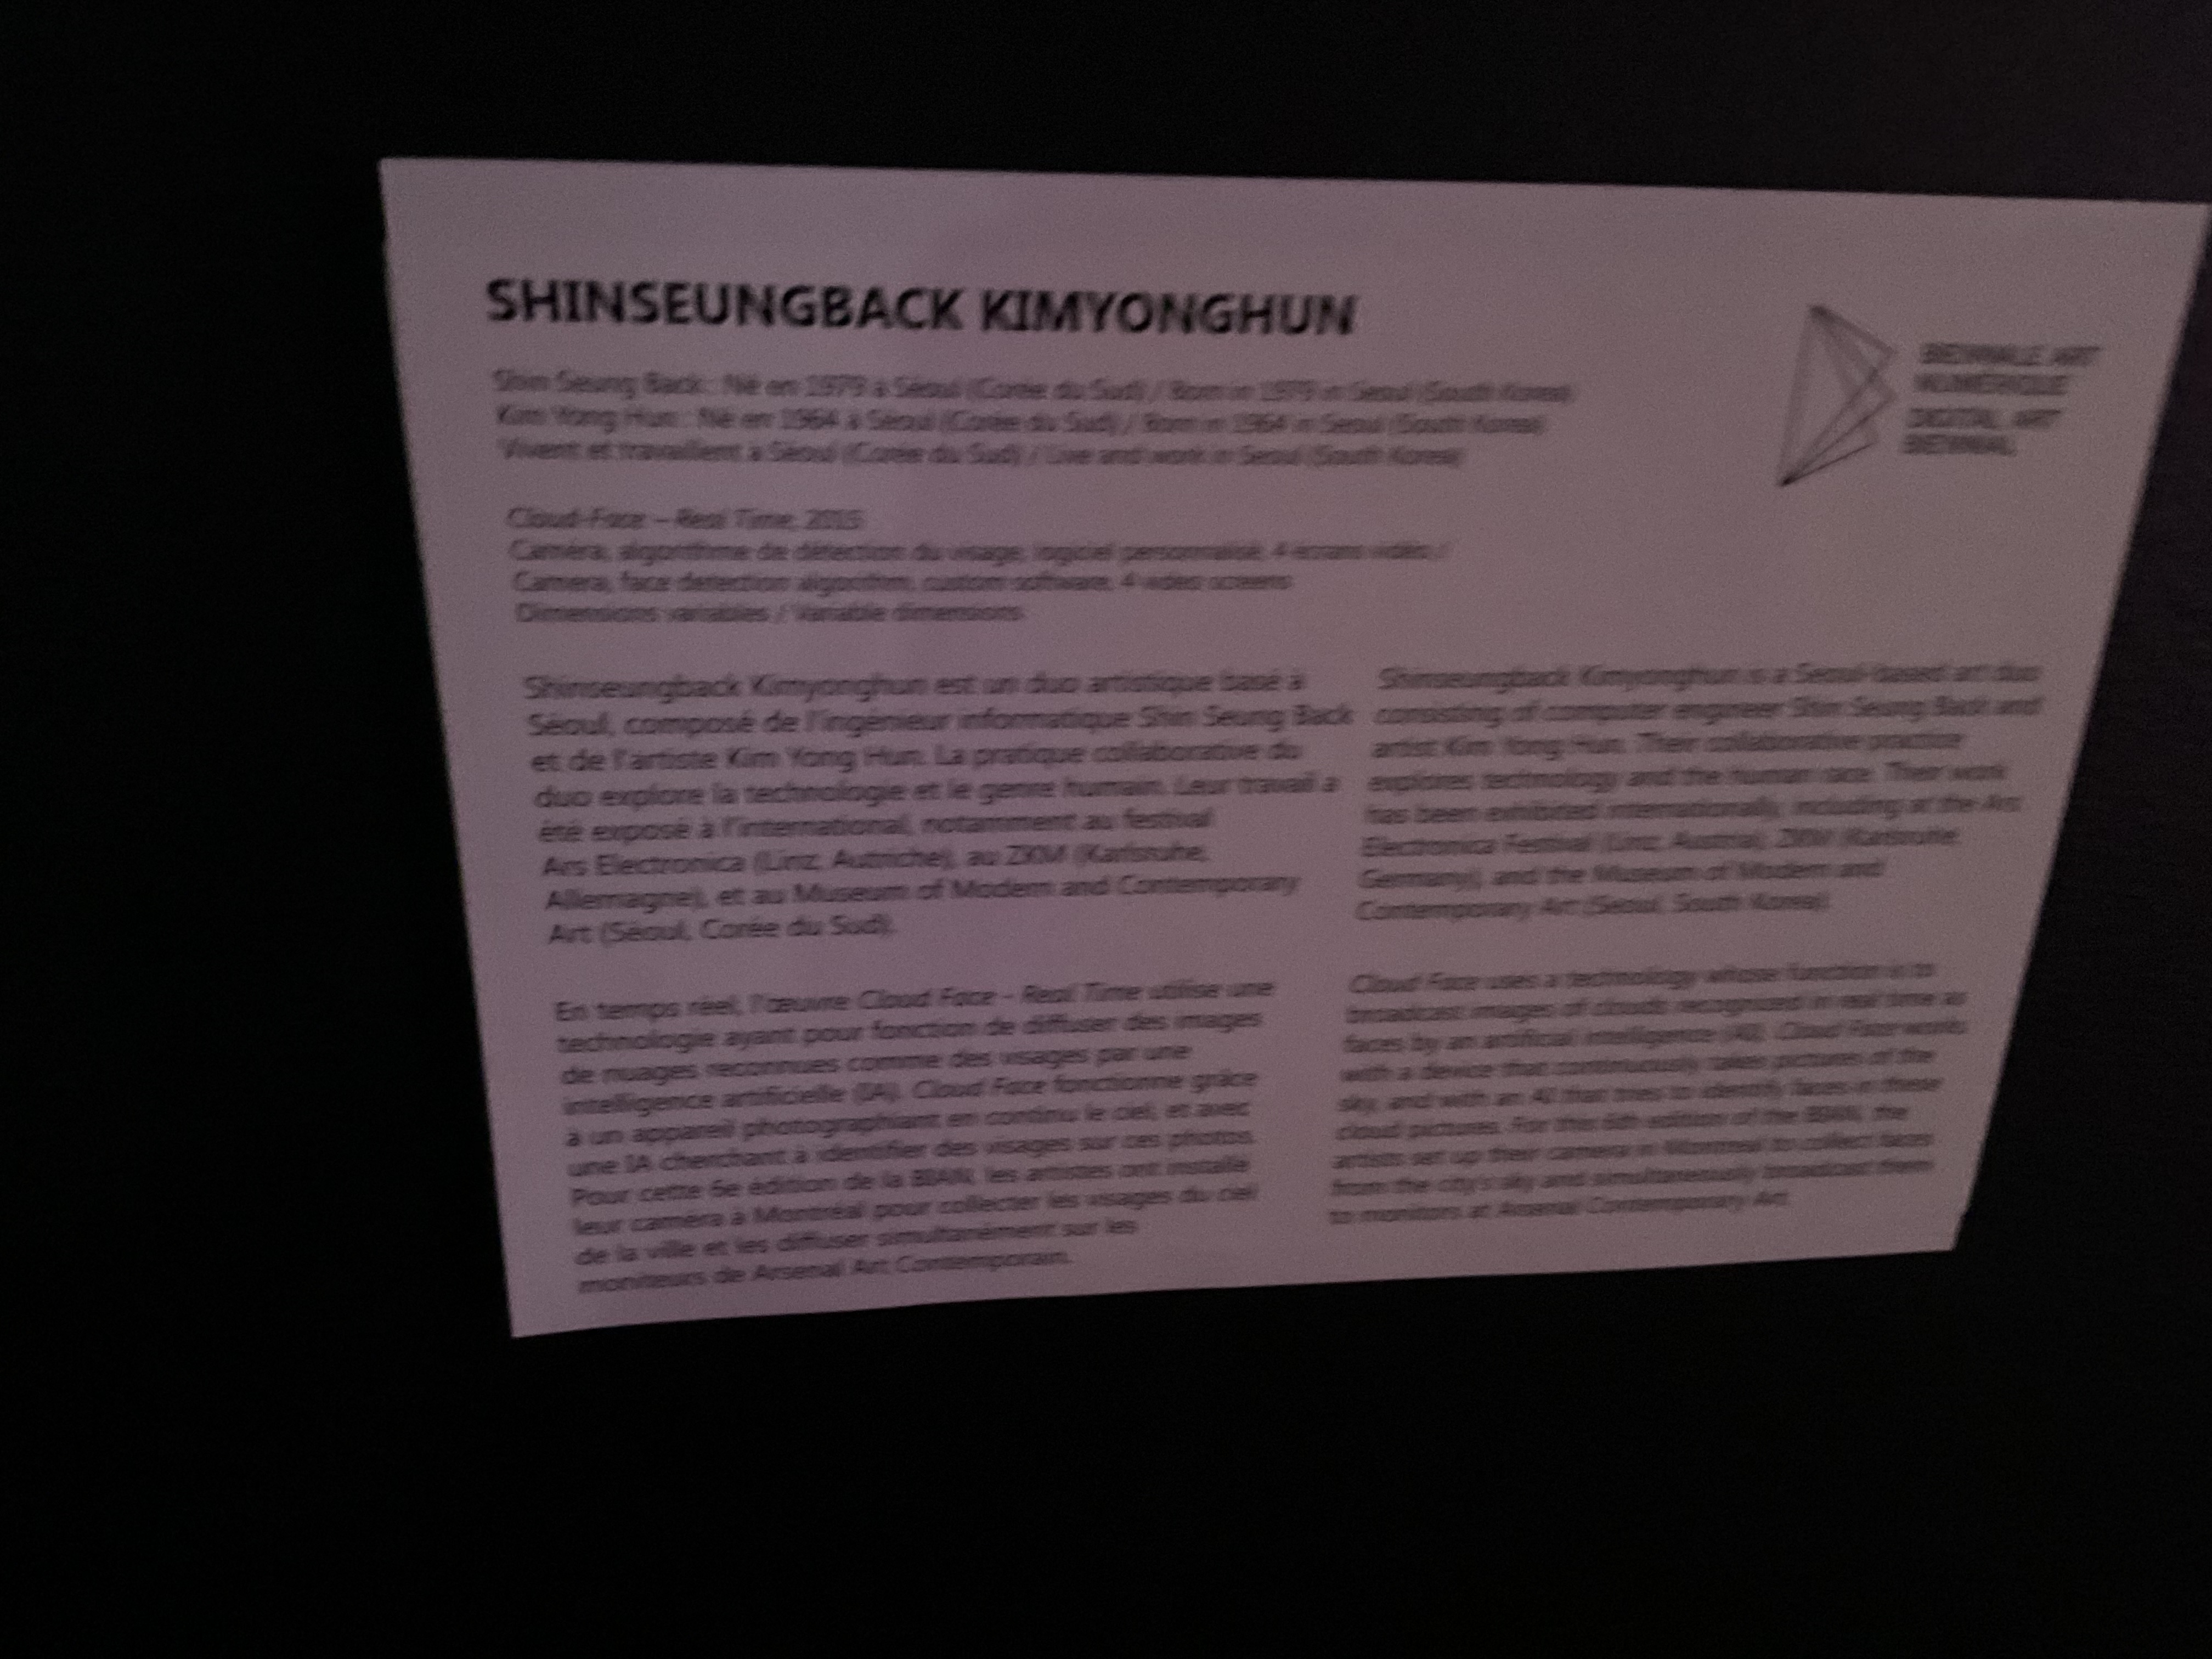 SHINSEUNGBACK KIMYONGHUN
BIENNALE ART
NUMÉRIQUE
DIGITAL ART
BIENNIAL
Shin Seung Back : Né en 1979 à Séoul (Corée du Sud) / Born in 1979 in Seoul (South Korea)
Kim Yong Hun : Né en 1964 à Séoul (Corée du Sud) / Born in 1964 in Seoul (South Korea)
Vivent et travaillent à Séoul (Corée du Sud) / Live and work in Seoul (South Korea)
Cloud-Face – Real Time, 2015
Caméra, algorithme de détection du visage, logiciel personnalisé, 4 écrans vidéo /
Camera, face detection algorithm, custom software, 4 video screens
Dimensions variables / Variable dimensions
Shinseungback Kimyonghun est un duo artistique basé à
Séoul, composé de l'ingénieur informatique Shin Seung Back
et de l'artiste Kim Yong Hun. La pratique collaborative du
duo explore la technologie et le genre humain. Leur travail a
été exposé à l'international, notamment au festival
Ars Electronica (Linz, Autriche), au ZKM (Karlsruhe,
Allemagne), et au Museum of Modern and Contemporary
Art (Séoul, Corée du Sud).
En temps réel, l'œuvre Cloud Face - Real Time utilise une
technologie ayant pour fonction de diffuser des images
de nuages reconnues comme des visages par une
intelligence artificielle (IA). Cloud Face fonctionne grâce
à un appareil photographiant en continu le ciel, et avec
une IA cherchant à identifier des visages sur ces photos.
Pour cette 6e édition de la BIAN, les artistes ont installé
leur caméra à Montréal pour collecter les visages du ciel
de la ville et les diffuser simultanément sur les
moniteurs de Arsenal Art Contemporain.
Shinseungback Kimyonghun is a Seoul-based art duo
consisting of computer engineer Shin Seung Back and
artist Kim Yong Hun. Their collaborative practice
explores technology and the human race. Their work
has been exhibited internationally, including at the Ars
Electronica Festival (Linz, Austria), ZKM (Karlsruhe,
Germany), and the Museum of Modern and
Contemporary Art (Seoul, South Korea).
Cloud Face uses a technology whose function is to
broadcast images of clouds recognized in real time as
faces by an artificial intelligence (AI). Cloud Face works
with a device that continuously takes pictures of the
sky, and with an AI that tries to identify faces in these
cloud pictures. For this 6th edition of the BIAN, the
artists set up their camera in Montreal to collect faces
from the city's sky and simultaneously broadcast them
to monitors at Arsenal Contemporary Art.